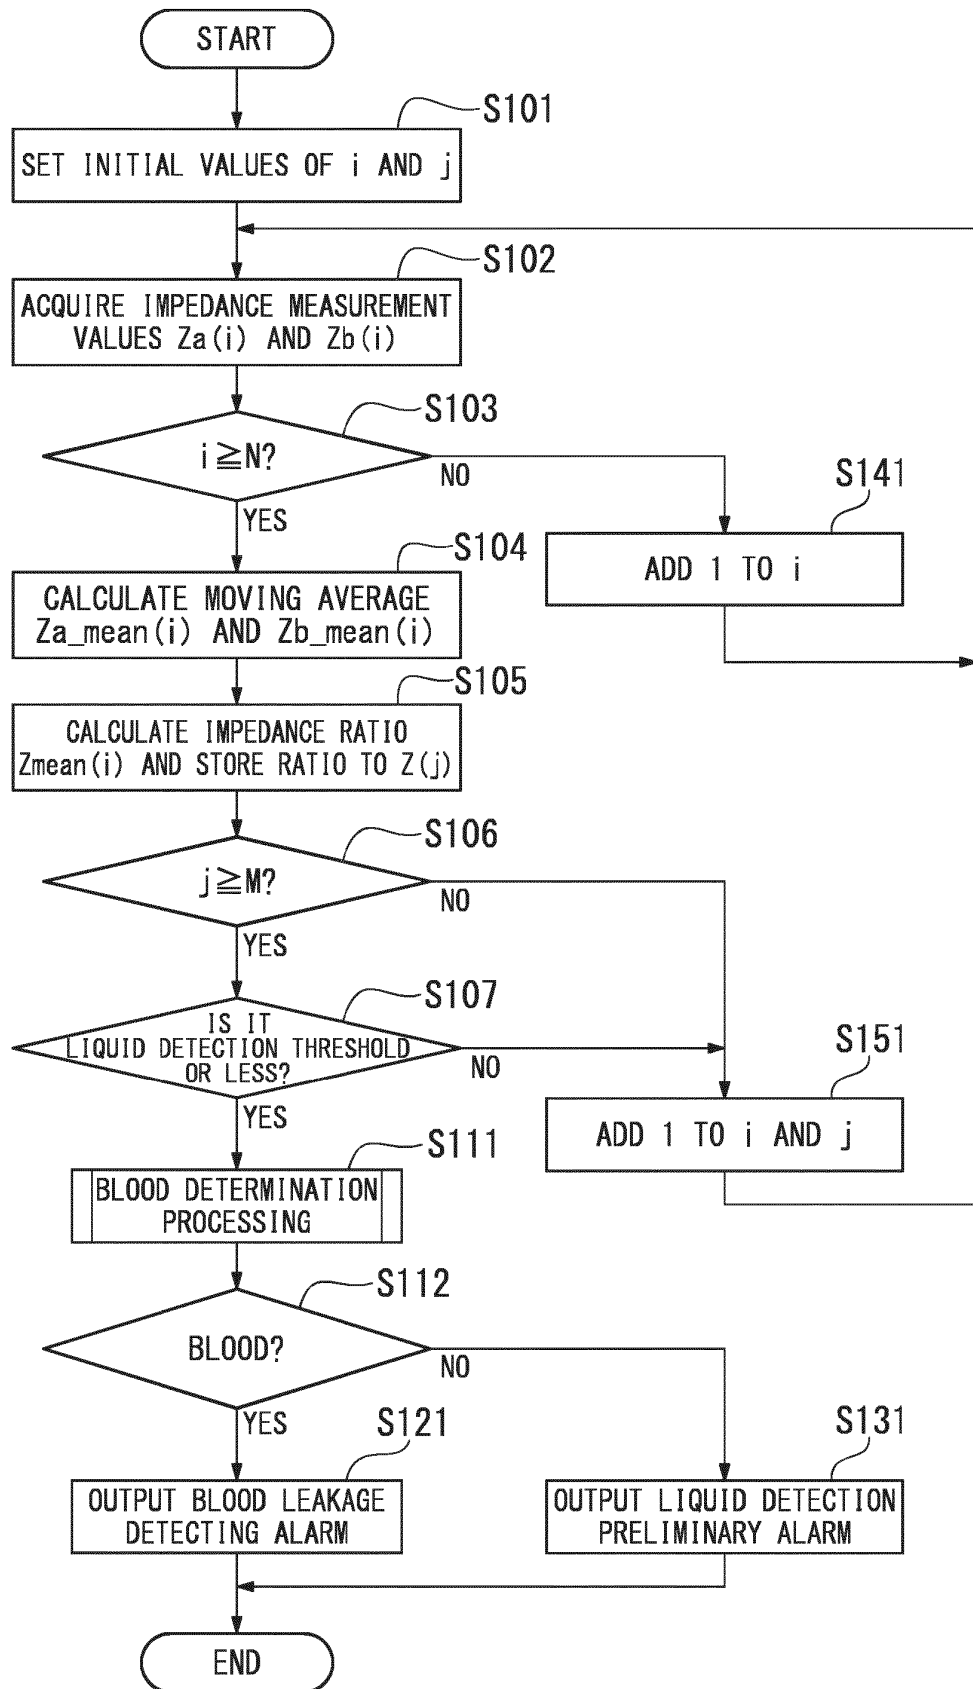 START
S101
SET INITIAL VALUES OF i AND j
S102
ACQUIRE IMPEDANCE MEASUREMENT
VALUES Za(i) AND Zb(i)
S103
i≧N?
NO
YES
S141
ADD 1 TO i
S104
CALCULATE MOVING AVERAGE
Za_mean(i) AND Zb_mean(i)
S105
CALCULATE IMPEDANCE RATIO
Zmean(i) AND STORE RATIO TO Z(j)
S106
j≧M?
NO
YES
S107
IS IT
LIQUID DETECTION THRESHOLD
OR LESS?
NO
YES
S151
ADD 1 TO i AND j
S111
BLOOD DETERMINATION
PROCESSING
S112
BLOOD?
NO
YES
S121
OUTPUT BLOOD LEAKAGE
DETECTING ALARM
S131
OUTPUT LIQUID DETECTION
PRELIMINARY ALARM
END